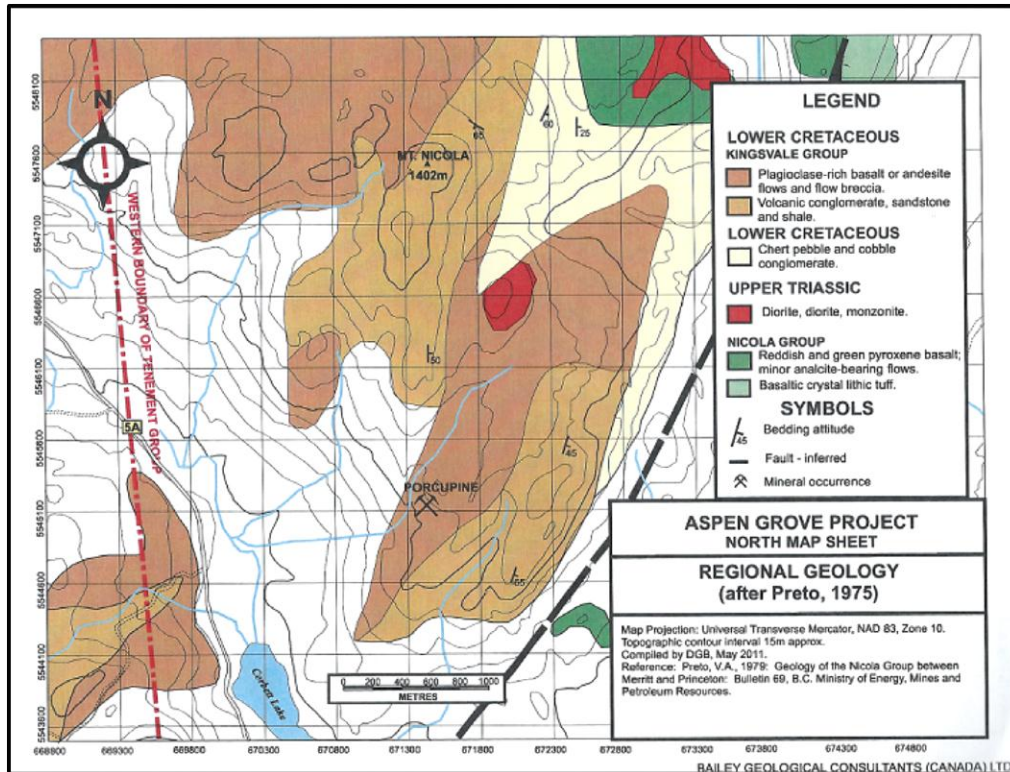 N
MT. NICOLA
1402m
65
60
25
50
45
WESTERN BOUNDARY OF TENEMENT GROUP
5A
PORCUPINE
Corbett Lake
0 200 400 600 800 1000
METRES
5548100
5547600
5547100
5546600
5546100
5545600
5545100
5544600
5544100
5543600
668800 669300 669800 670300 670800 671300 671800 672300 672800 673300 673800 674300 674800
LEGEND
LOWER CRETACEOUS
KINGSVALE GROUP
Plagioclase-rich basalt or andesite
flows and flow breccia.
Volcanic conglomerate, sandstone
and shale.
LOWER CRETACEOUS
Chert pebble and cobble
conglomerate.
UPPER TRIASSIC
Diorite, diorite, monzonite.
NICOLA GROUP
Reddish and green pyroxene basalt;
minor analcite-bearing flows.
Basaltic crystal lithic tuff.
SYMBOLS
45 Bedding attitude
Fault - inferred
Mineral occurrence
ASPEN GROVE PROJECT
NORTH MAP SHEET
REGIONAL GEOLOGY
(after Preto, 1975)
Map Projection: Universal Transverse Mercator, NAD 83, Zone 10.
Topographic contour interval 15m approx.
Compiled by DGB, May 2011.
Reference: Preto, V.A., 1979: Geology of the Nicola Group between
Merritt and Princeton: Bulletin 69, B.C. Ministry of Energy, Mines and
Petroleum Resources.
BAILEY GEOLOGICAL CONSULTANTS (CANADA) LTD